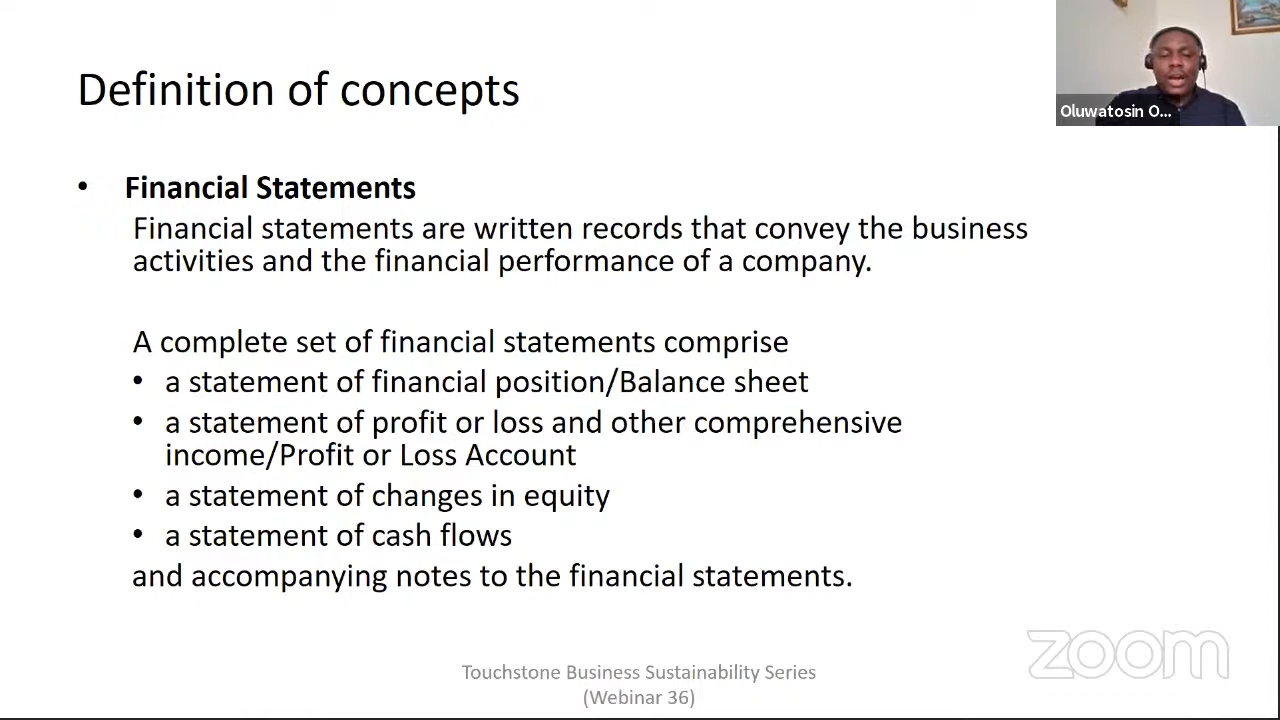 Definition of concepts
Oluwatosin O...
• Financial Statements
Financial statements are written records that convey the business
activities and the financial performance of a company.
A complete set of financial statements comprise
• a statement of financial position/Balance sheet
• a statement of profit or loss and other comprehensive
income/Profit or Loss Account
• a statement of changes in equity
• a statement of cash flows
and accompanying notes to the financial statements.
zoom
Touchstone Business Sustainability Series
(Webinar 36)